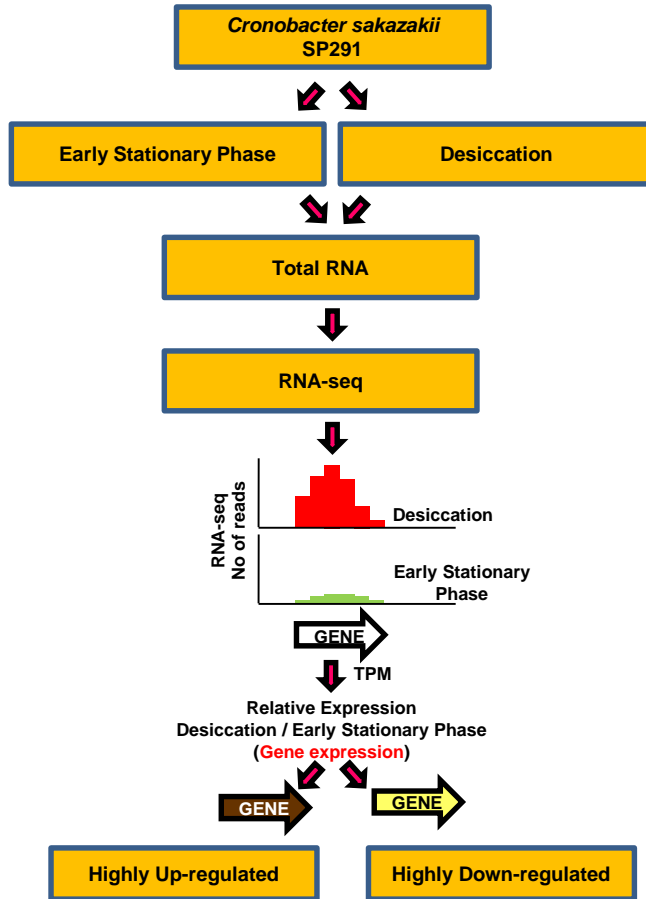 Cronobacter sakazakii
SP291
Early Stationary Phase
Desiccation
Total RNA
RNA-seq
RNA-seq
No of reads
Desiccation
Early Stationary
Phase
GENE
TPM
Relative Expression
Desiccation / Early Stationary Phase
(Gene expression)
GENE
GENE
Highly Up-regulated
Highly Down-regulated